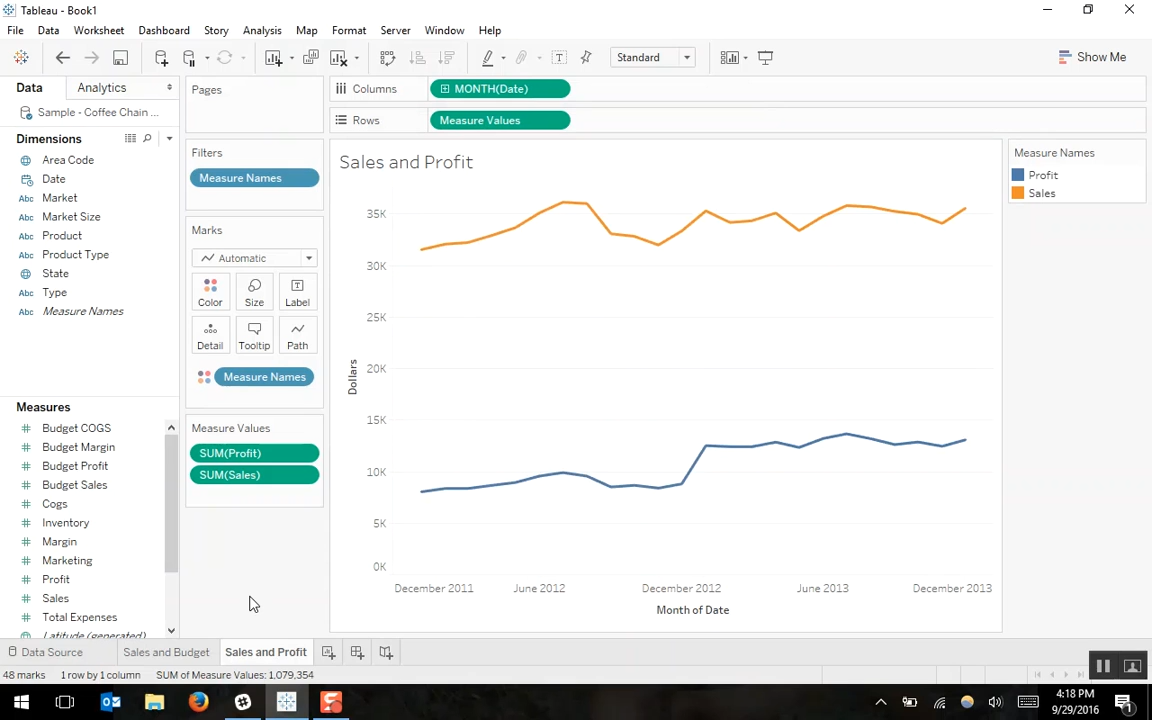 Tableau - Book1
File Data Worksheet Dashboard Story Analysis Map Format Server Window Help
Standard
Show Me
Data
Analytics
Sample - Coffee Chain ...
Dimensions
Area Code
Date
Abc Market
Abc Market Size
Abc Product
Abc Product Type
State
Abc Type
Abc Measure Names
Measures
Budget COGS
Budget Margin
Budget Profit
Budget Sales
Cogs
Inventory
Margin
Marketing
Profit
Sales
Total Expenses
Latitude (generated)
Pages
Filters
Measure Names
Marks
Automatic
Color Size Label
Detail Tooltip Path
Measure Names
Measure Values
SUM(Profit)
SUM(Sales)
Columns
MONTH(Date)
Rows
Measure Values
Sales and Profit
35K
30K
25K
20K
15K
10K
5K
0K
Dollars
December 2011 June 2012 December 2012 June 2013 December 2013
Month of Date
Measure Names
Profit
Sales
Data Source
Sales and Budget
Sales and Profit
48 marks 1 row by 1 column SUM of Measure Values: 1,079,354
4:18 PM
9/29/2016
1